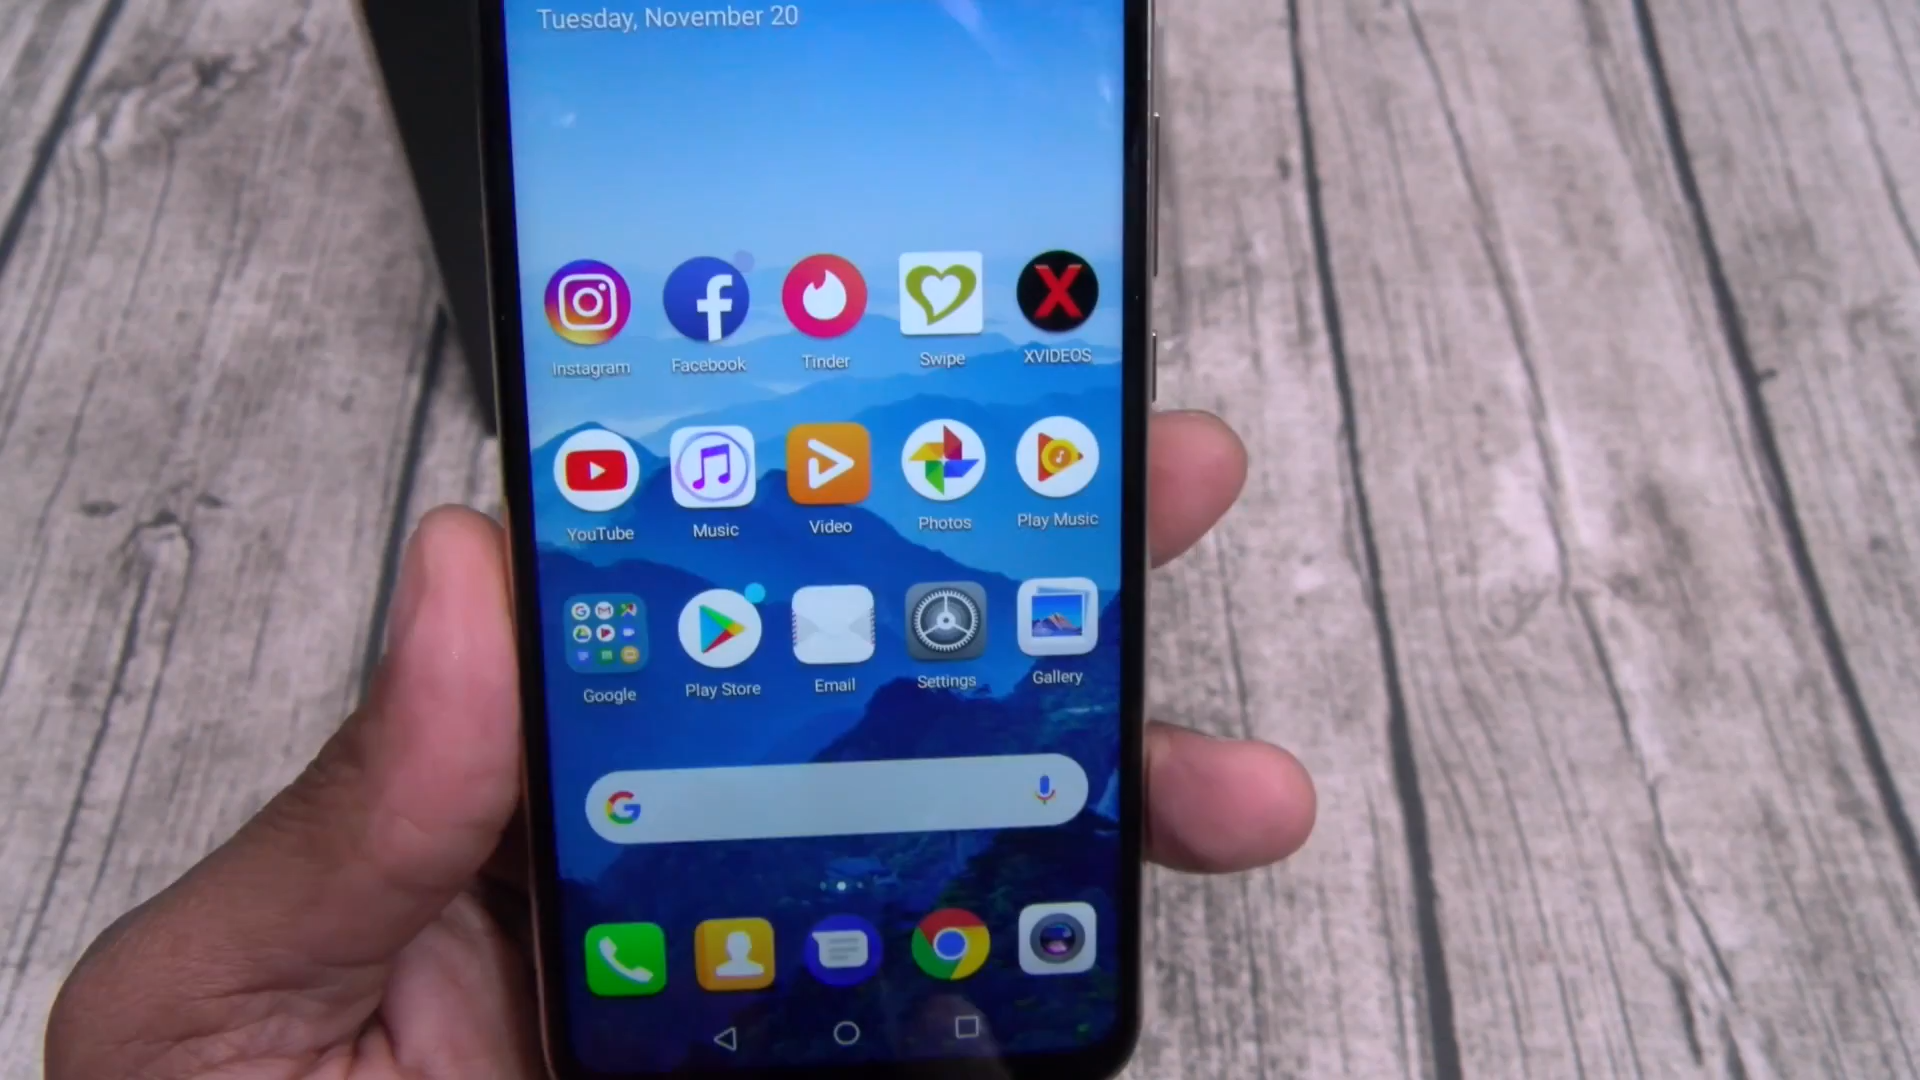 Tuesday, November 20
Instagram Facebook Tinder Swipe XVIDEOS
YouTube Music Video Photos Play Music
Google Play Store Email Settings Gallery